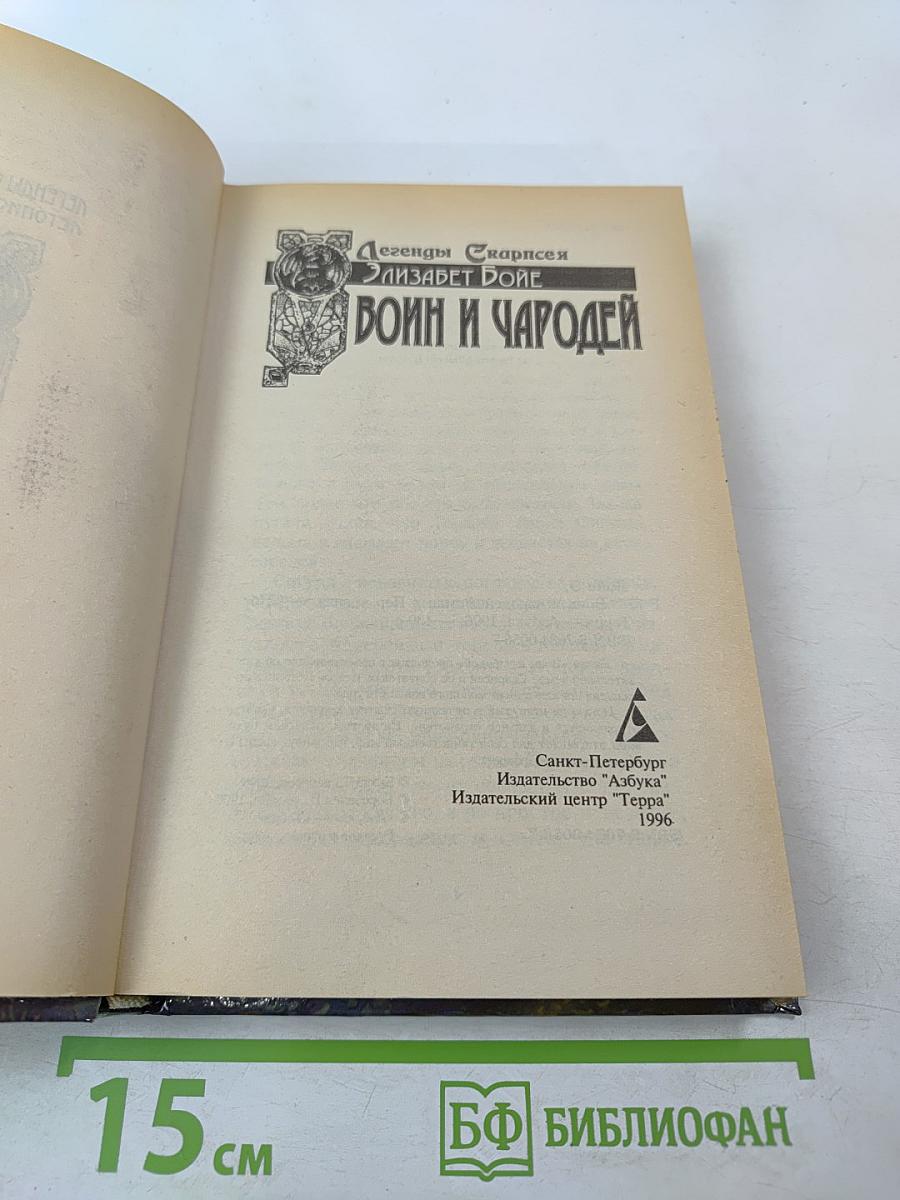 Легенды Скарпсея
Элизабет Бойе
ВОИН И ЧАРОДЕЙ
Санкт-Петербург
Издательство "Азбука"
Издательский центр "Терра"
1996
15 см
БФ БИБЛИОФАН